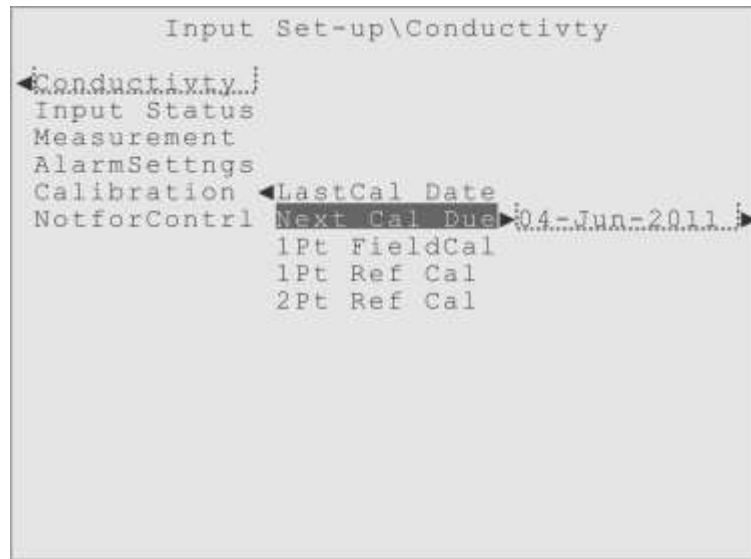 Input Set-up\Conductivty
Conductivty
Input Status
Measurement
AlarmSettngs
Calibration LastCal Date
NotforContrl Next Cal Due 04-Jun-2011
1Pt FieldCal
1Pt Ref Cal
2Pt Ref Cal